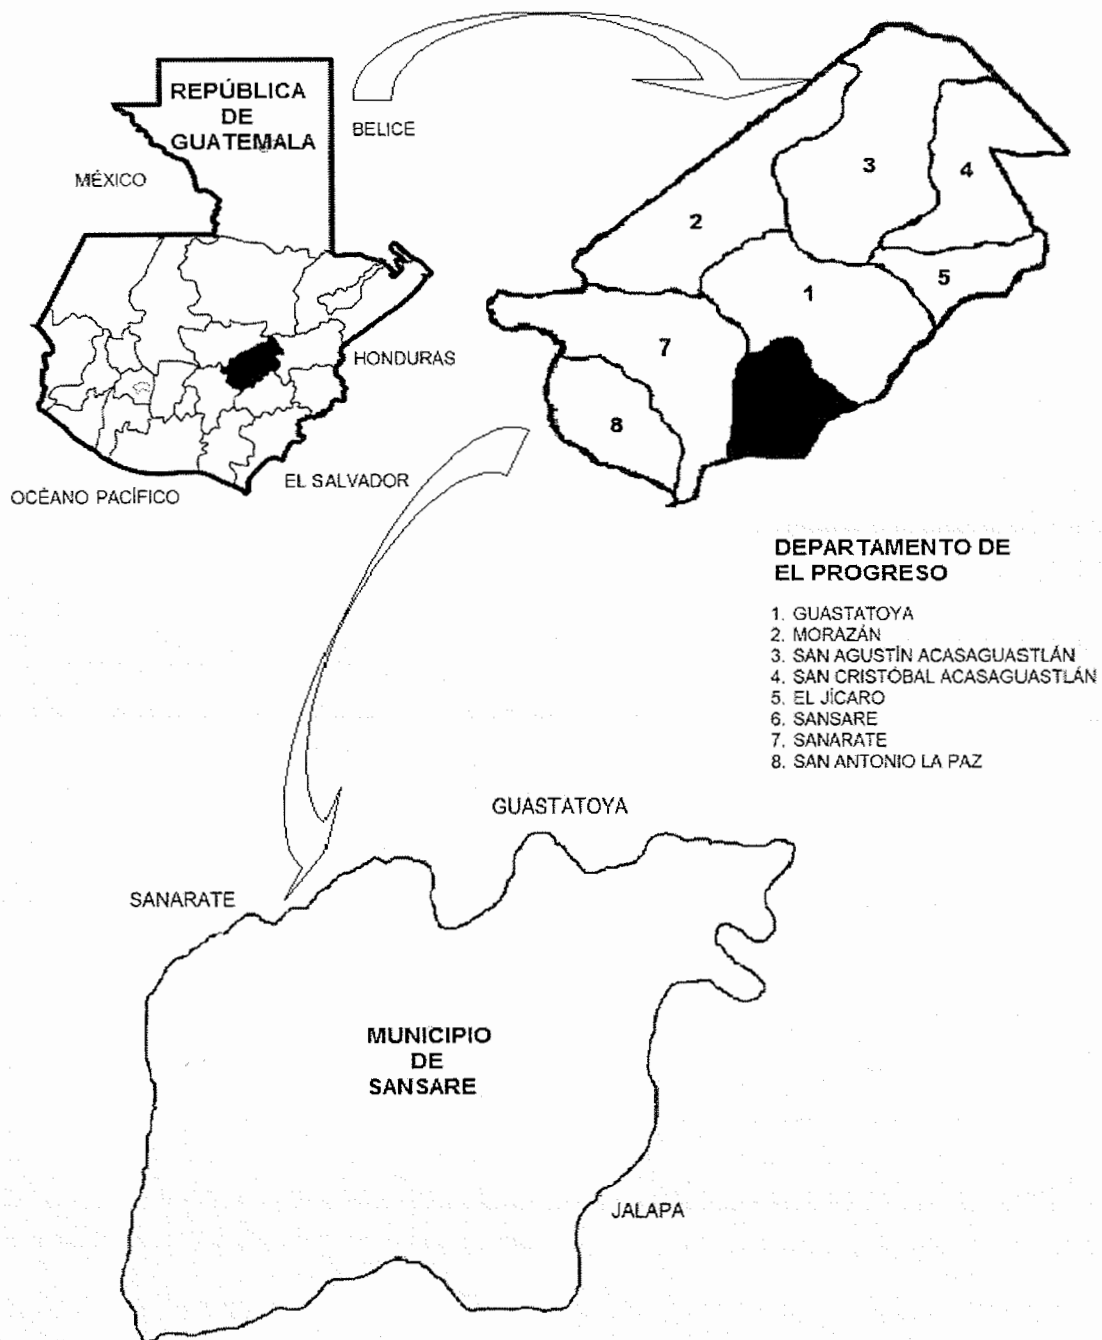 REPÚBLICA
DE
GUATEMALA
BELICE
MÉXICO
HONDURAS
EL SALVADOR
OCÉANO PACÍFICO
2
3
4
1
5
7
8
DEPARTAMENTO DE
EL PROGRESO
1. GUASTATOYA
2. MORAZÁN
3. SAN AGUSTÍN ACASAGUASTLÁN
4. SAN CRISTÓBAL ACASAGUASTLÁN
5. EL JÍCARO
6. SANSARE
7. SANARATE
8. SAN ANTONIO LA PAZ
GUASTATOYA
SANARATE
MUNICIPIO
DE
SANSARE
JALAPA